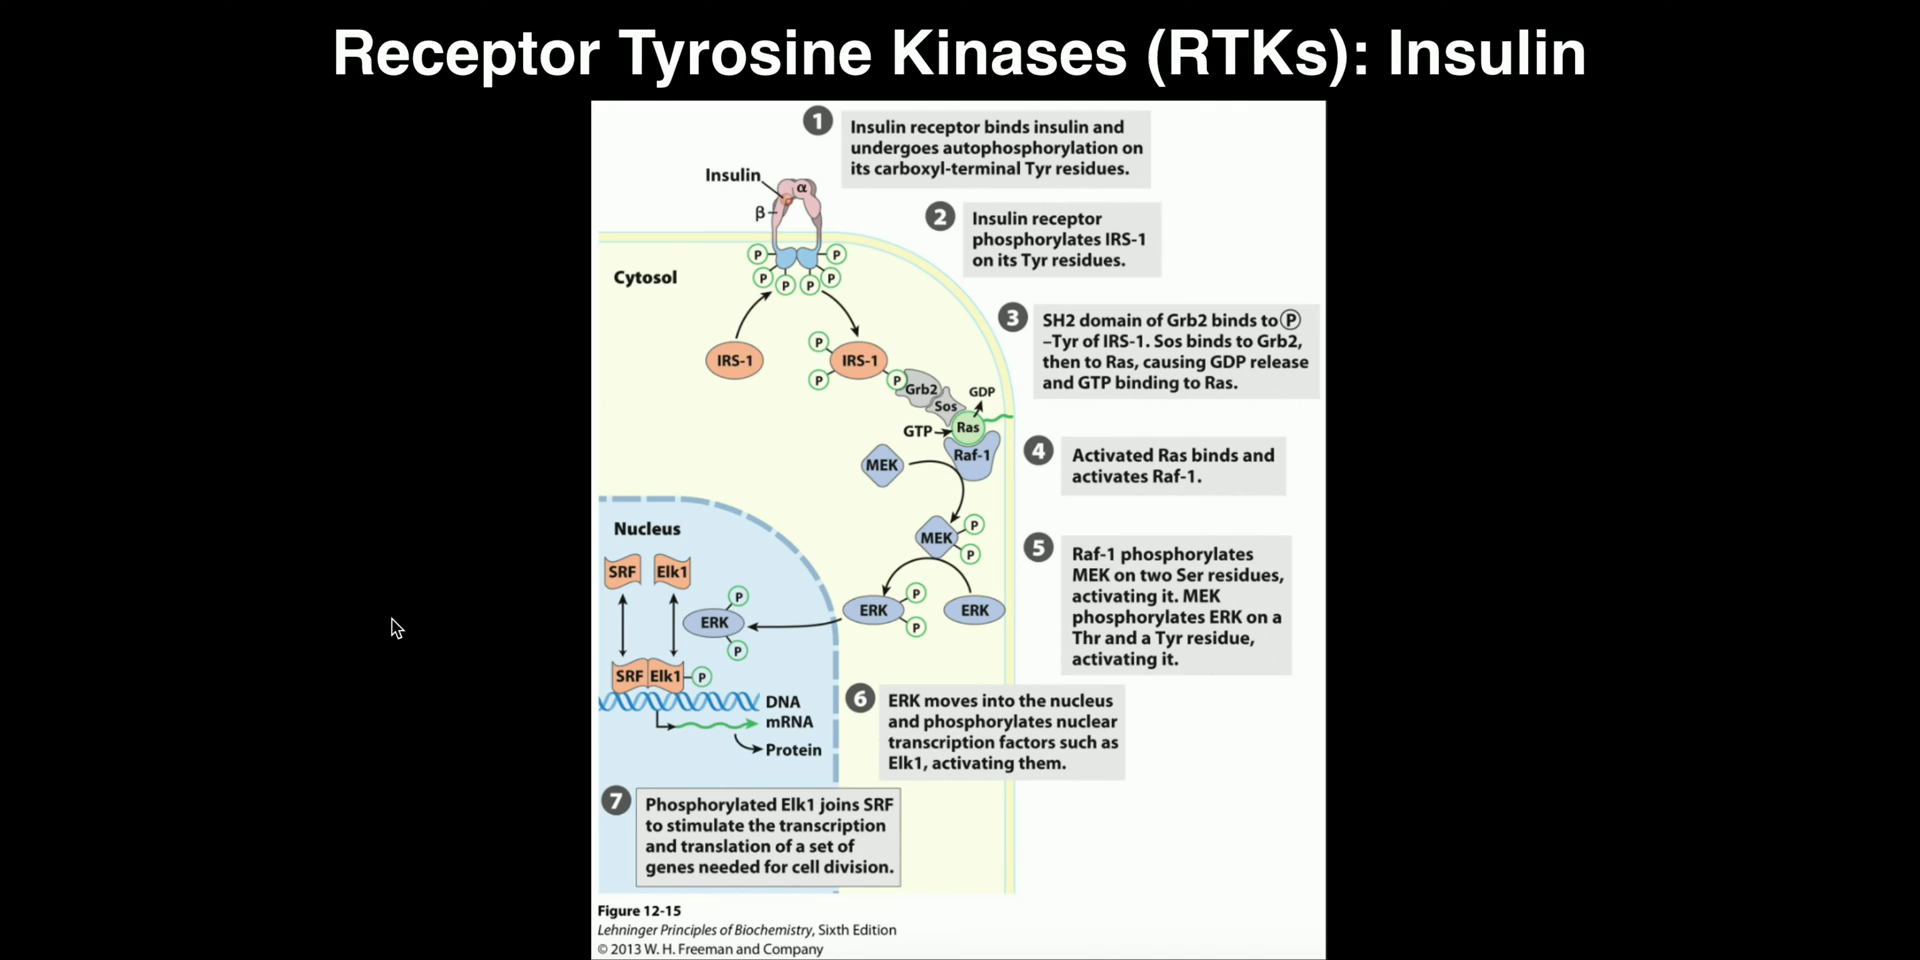 Receptor Tyrosine Kinases (RTKs): Insulin
1
Insulin receptor binds insulin and
undergoes autophosphorylation on
its carboxyl-terminal Tyr residues.
Insulin
α
β
2
Insulin receptor
phosphorylates IRS-1
on its Tyr residues.
P
P
P
P
P
P
P
P
Cytosol
3
SH2 domain of Grb2 binds to P
–Tyr of IRS-1. Sos binds to Grb2,
then to Ras, causing GDP release
and GTP binding to Ras.
IRS-1
P
P
IRS-1
P
Grb2
Sos
GDP
GTP
Ras
Raf-1
MEK
4
Activated Ras binds and
activates Raf-1.
Nucleus
MEK
P
P
5
Raf-1 phosphorylates
MEK on two Ser residues,
activating it. MEK
phosphorylates ERK on a
Thr and a Tyr residue,
activating it.
SRF
Elk1
ERK
P
P
ERK
P
P
ERK
SRF
Elk1
P
DNA
mRNA
Protein
6
ERK moves into the nucleus
and phosphorylates nuclear
transcription factors such as
Elk1, activating them.
7
Phosphorylated Elk1 joins SRF
to stimulate the transcription
and translation of a set of
genes needed for cell division.
Figure 12-15
Lehninger Principles of Biochemistry, Sixth Edition
© 2013 W. H. Freeman and Company